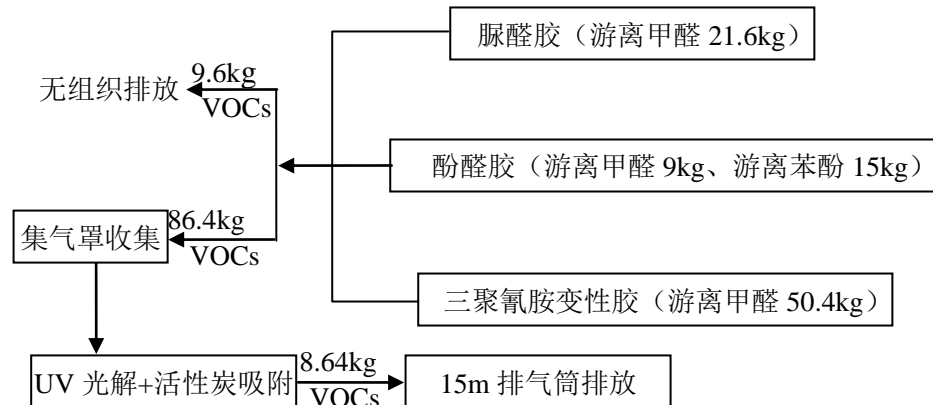 脲醛胶（游离甲醛 21.6kg）
9.6kg
无组织排放
VOCs
酚醛胶（游离甲醛 9kg、游离苯酚 15kg）
86.4kg
集气罩收集
VOCs
三聚氰胺变性胶（游离甲醛 50.4kg）
8.64kg
UV 光解+活性炭吸附
VOCs
15m 排气筒排放